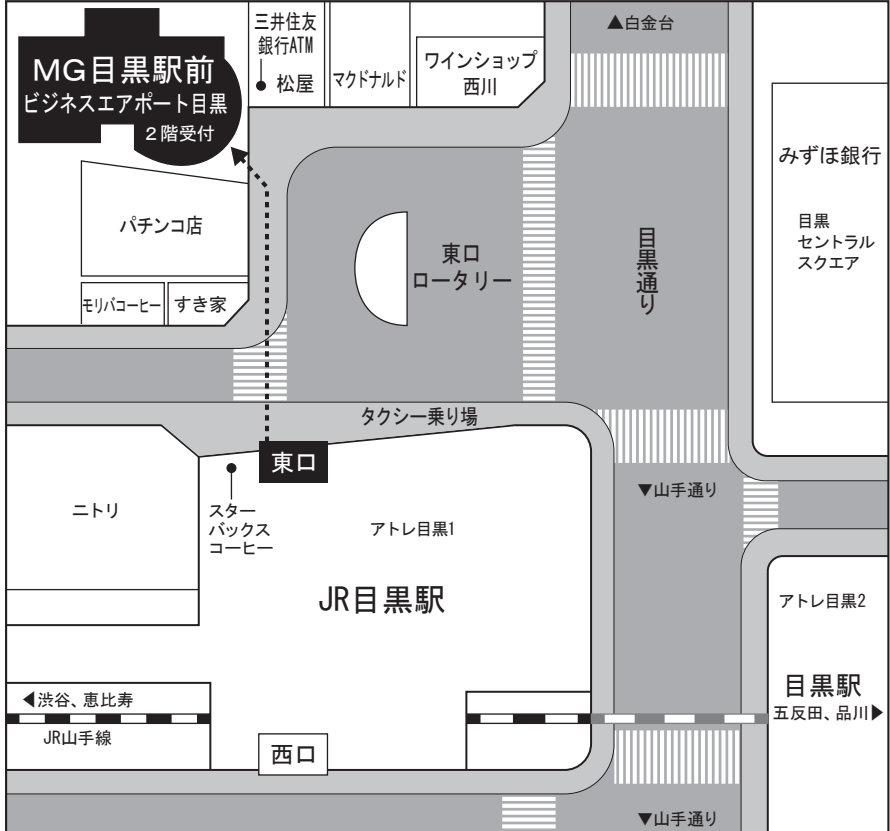 三井住友
銀行ATM
松屋
マクドナルド
ワインショップ
西川
▲白金台
MG目黒駅前
ビジネスエアポート目黒
2階受付
みずほ銀行
目黒
セントラル
スクエア
パチンコ店
東口
ロータリー
目黒通り
モリバコーヒー
すき家
タクシー乗り場
東口
▼山手通り
ニトリ
スター
バックス
コーヒー
アトレ目黒1
JR目黒駅
アトレ目黒2
目黒駅
五反田、品川▶
◀渋谷、恵比寿
JR山手線
西口
▼山手通り